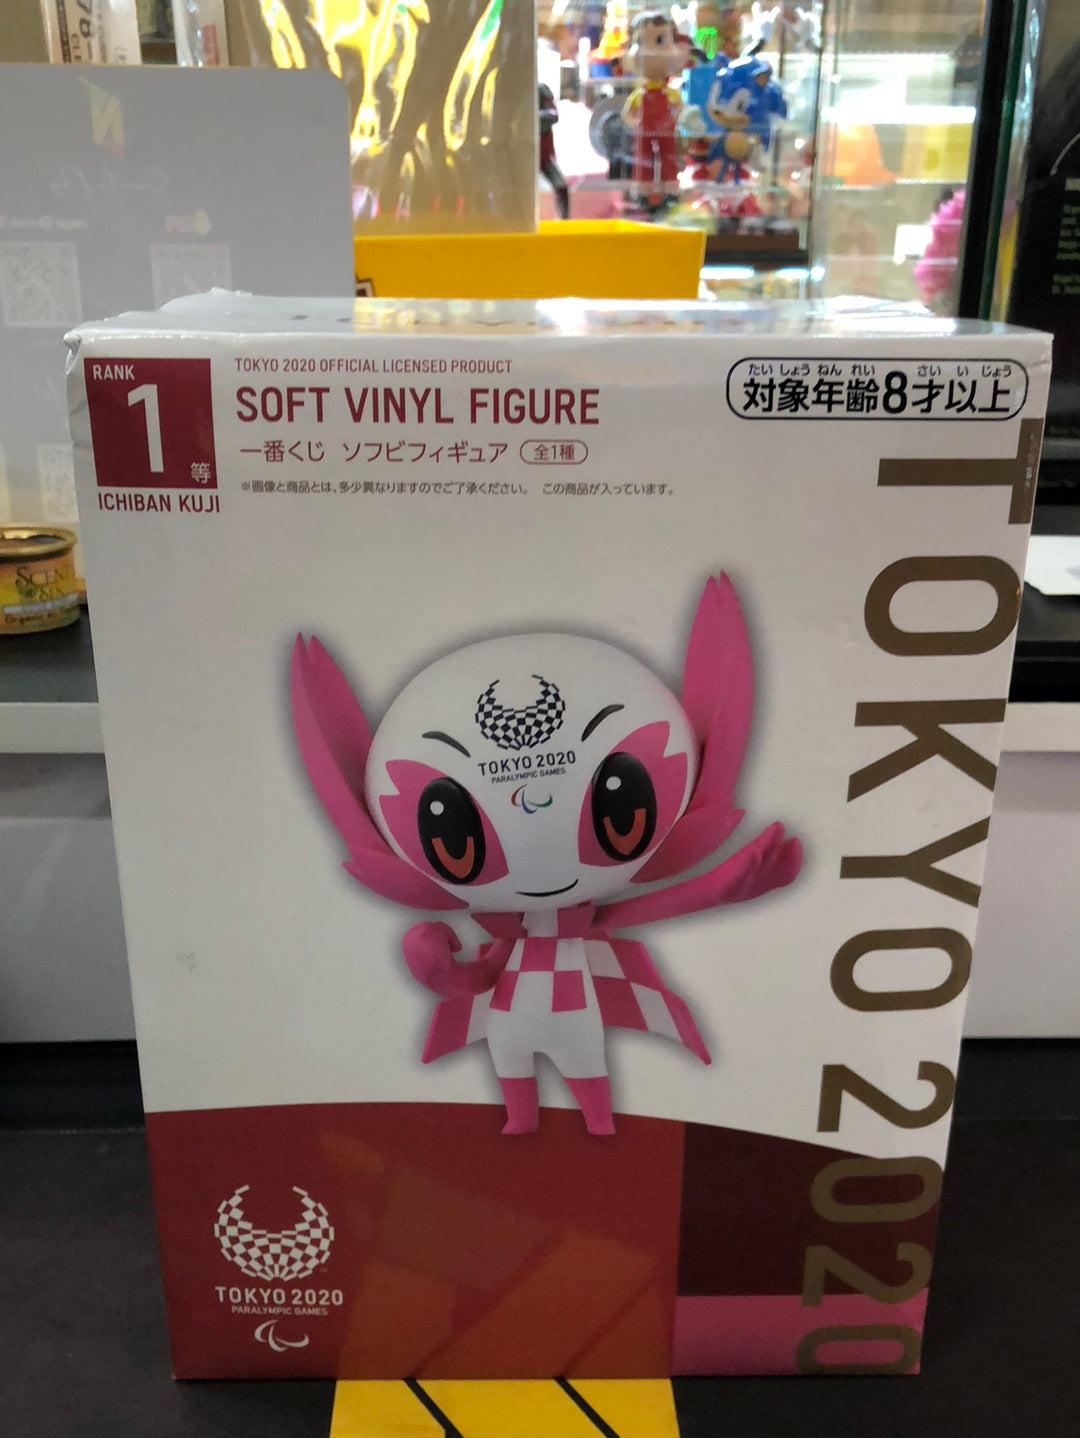 RANK
1等
ICHIBAN KUJI
TOKYO 2020 OFFICIAL LICENSED PRODUCT
SOFT VINYL FIGURE
一番くじ ソフビフィギュア 全1種
※画像と商品とは、多少異なりますのでご了承ください。 この商品が入っています。
たいしょうねんれい さいいじょう
対象年齢8才以上
TOKYO 2020
TOKYO 2020
PARALYMPIC GAMES
TOKYO 2020
PARALYMPIC GAMES